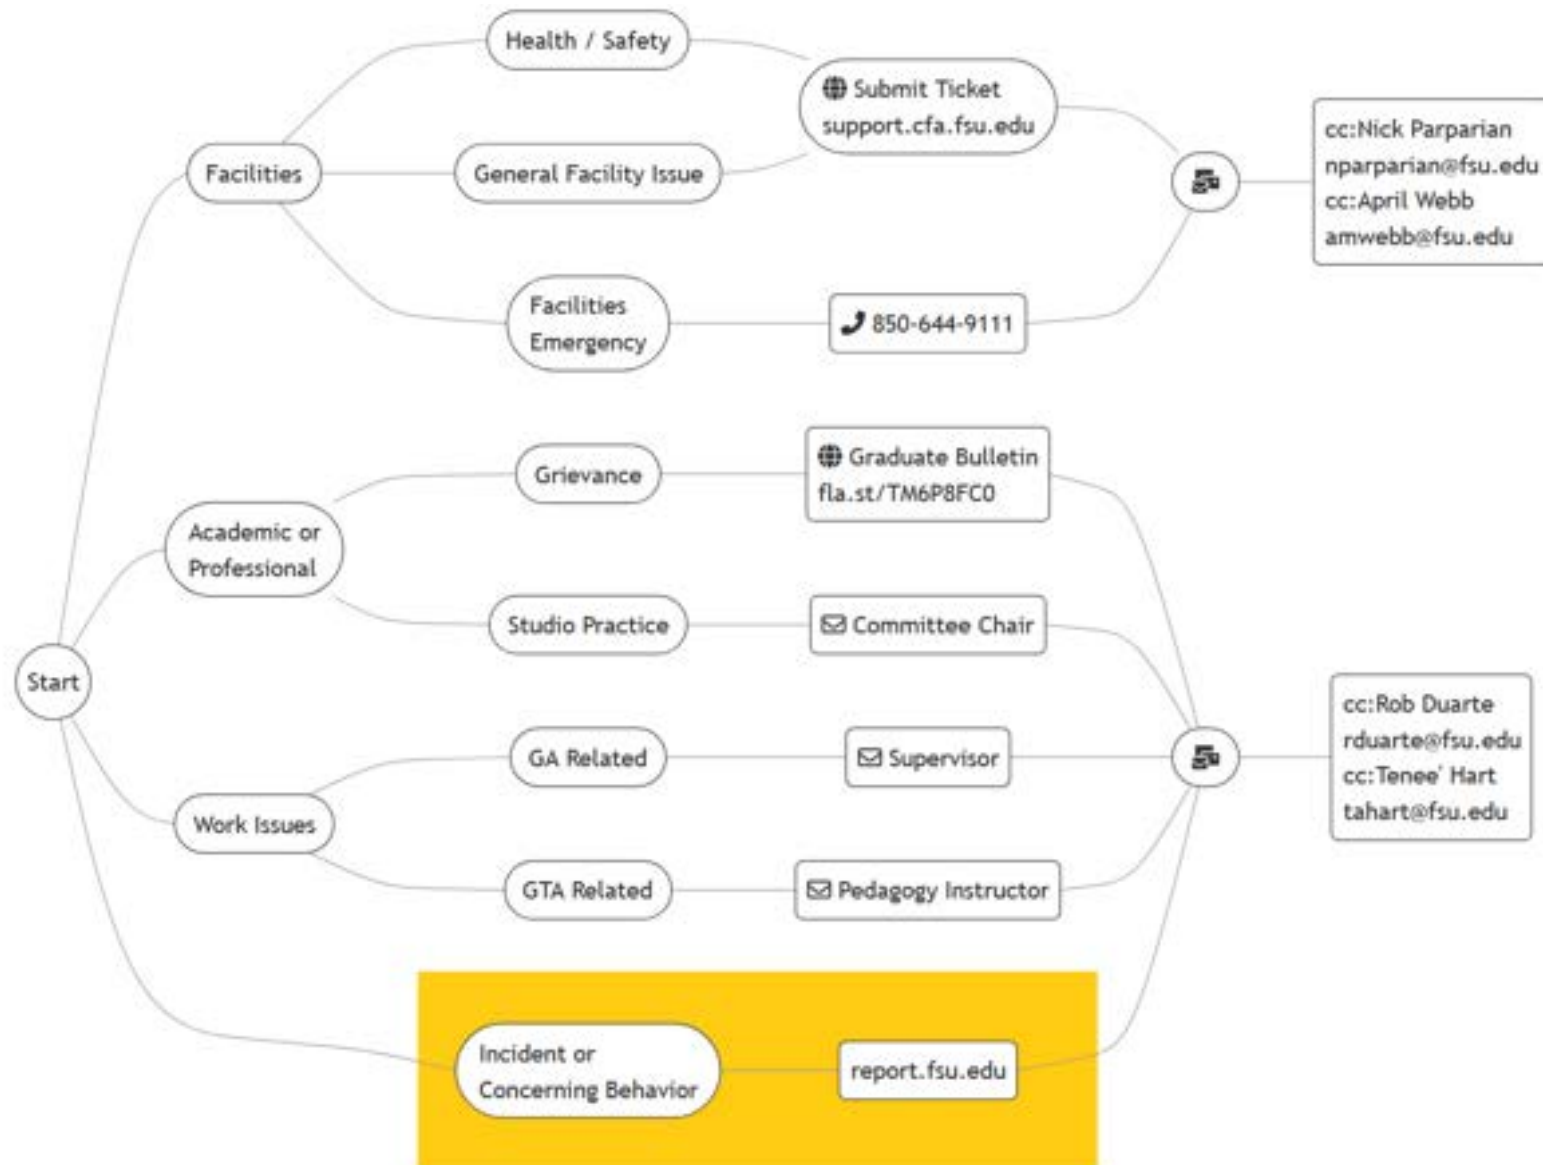 Health / Safety
Submit Ticket
support.cfa.fsu.edu
cc:Nick Parparian
nparparian@fsu.edu
cc:April Webb
amwebb@fsu.edu
Facilities
General Facility Issue
Facilities
Emergency
850-644-9111
Grievance
Graduate Bulletin
fla.st/TM6P8FC0
Academic or
Professional
Studio Practice
Committee Chair
Start
GA Related
Supervisor
cc:Rob Duarte
rduarte@fsu.edu
cc:Tenee' Hart
tahart@fsu.edu
Work Issues
GTA Related
Pedagogy Instructor
Incident or
Concerning Behavior
report.fsu.edu